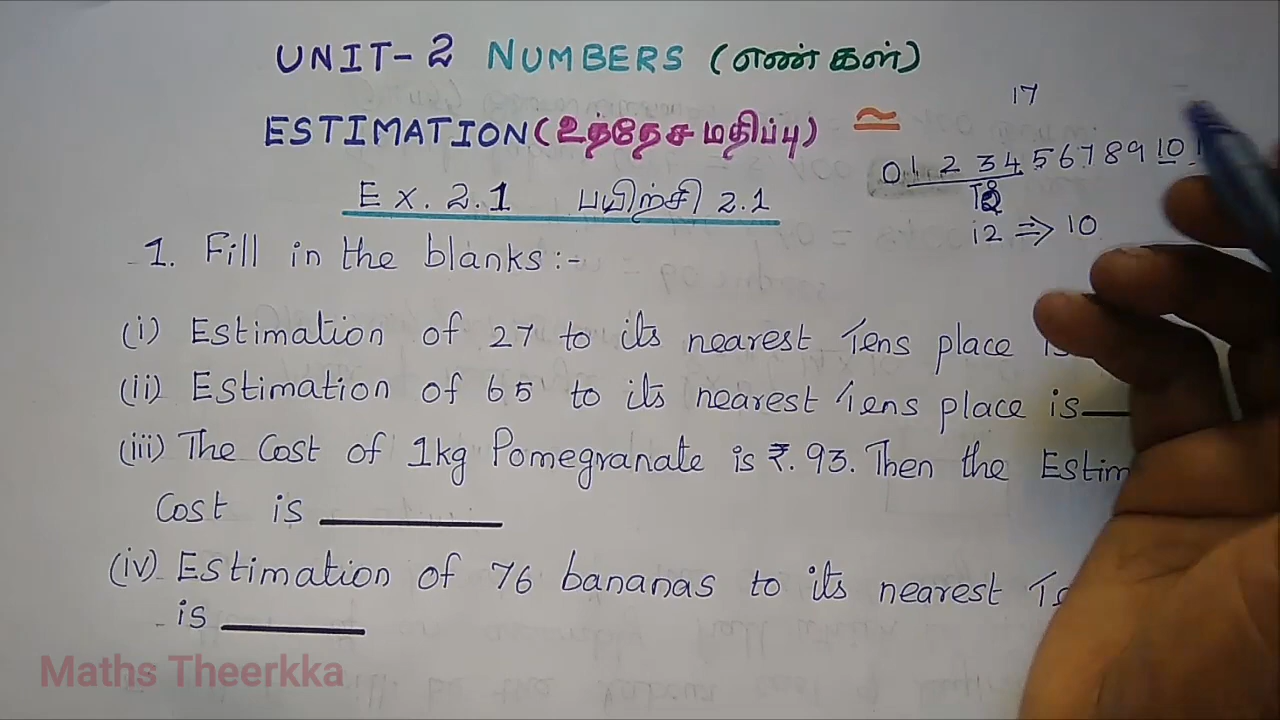 UNIT-2 NUMBERS (எண்கள்)
ESTIMATION (உத்தேச மதிப்பு) ≅
17
0 1 2 3 4 5 6 7 8 9 10
12 ⇒ 10
Ex. 2.1 பயிற்சி 2.1
1. Fill in the blanks :-
(i) Estimation of 27 to its nearest Tens place is
(ii) Estimation of 65 to its nearest Tens place is
(iii) The Cost of 1kg Pomegranate is ₹. 93. Then the Estim
Cost is
(iv) Estimation of 76 bananas to its nearest Te
is
Maths Theerkka